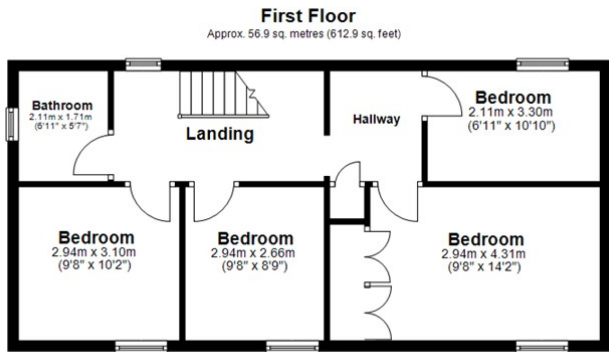 First Floor
Approx. 56.9 sq. metres (612.9 sq. feet)
Bathroom
2.11m x 1.71m
(6'11" x 5'7")
Landing
Hallway
Bedroom
2.11m x 3.30m
(6'11" x 10'10")
Bedroom
2.94m x 3.10m
(9'8" x 10'2")
Bedroom
2.94m x 2.66m
(9'8" x 8'9")
Bedroom
2.94m x 4.31m
(9'8" x 14'2")